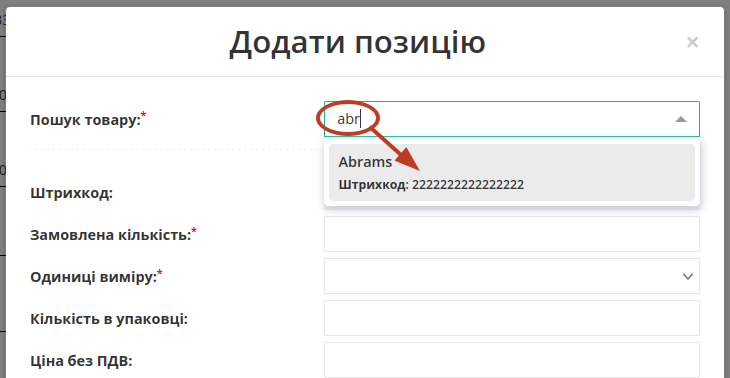 Додати позицію
×
Пошук товару:*
abr
Abrams
Штрихкод: 2222222222222222
Штрихкод:
Замовлена кількість:*
Одиниці виміру:*
Кількість в упаковці:
Ціна без ПДВ: